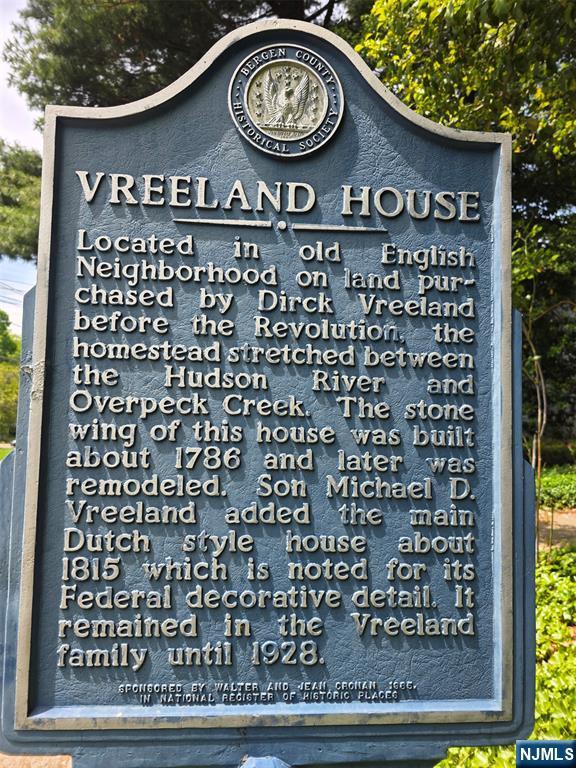 BERGEN COUNTY
HISTORICAL SOCIETY
VREELAND HOUSE
Located in old English
Neighborhood on land pur-
chased by Dirck Vreeland
before the Revolution, the
homestead stretched between
the Hudson River and
Overpeck Creek. The stone
wing of this house was built
about 1786 and later was
remodeled. Son Michael D.
Vreeland added the main
Dutch style house about
1815 which is noted for its
Federal decorative detail. It
remained in the Vreeland
family until 1928.
SPONSORED BY WALTER AND JEAN CRONAN
IN NATIONAL REGISTER OF HISTORIC PLACES
NJMLS